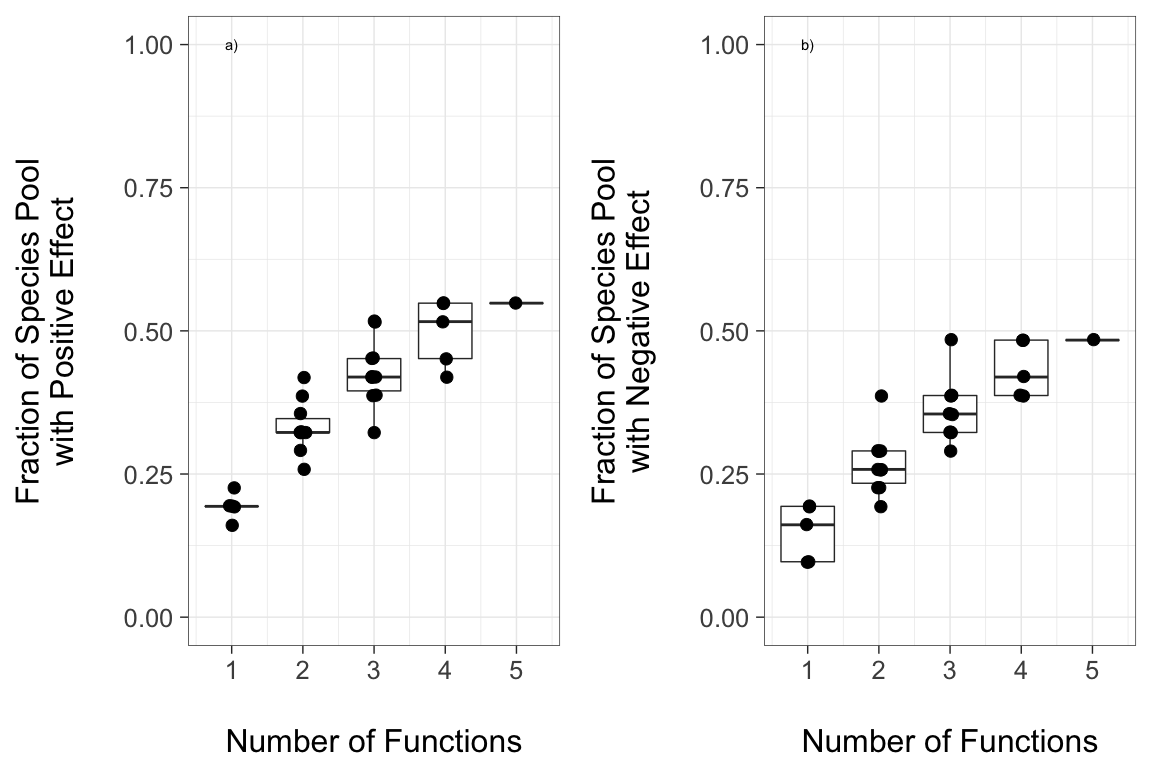 a)
1.00
0.75
0.50
0.25
0.00
Fraction of Species Pool
with Positive Effect
1 2 3 4 5
Number of Functions
b)
1.00
0.75
0.50
0.25
0.00
Fraction of Species Pool
with Negative Effect
1 2 3 4 5
Number of Functions